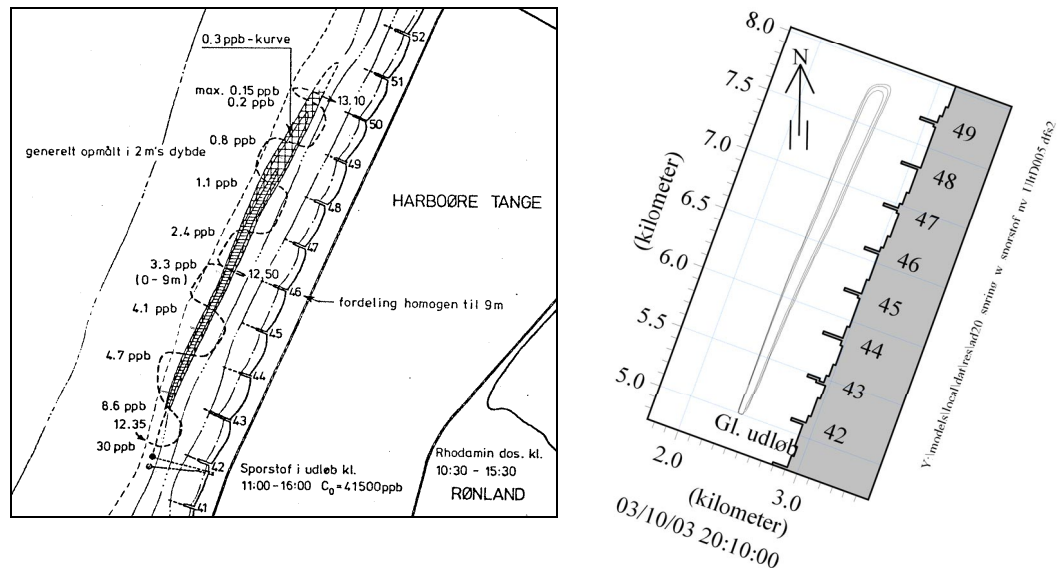 0.3 ppb-kurve
max. 0.15 ppb
0.2 ppb
13.10
0.8 ppb
generelt opmålt i 2 m's dybde
1.1 ppb
2.4 ppb
3.3 ppb
(0-9m)
12.50
4.1 ppb
4.7 ppb
8.6 ppb
12.35
30 ppb
52
51
50
49
48
47
46
45
44
43
42
41
HARBOØRE TANGE
fordeling homogen til 9m
Sporstof i udløb kl.
11:00-16:00 C₀=41500ppb
Rhodamin dos. kl.
10:30 - 15:30
RØNLAND
8.0
7.5
7.0
6.5
6.0
5.5
5.0
(kilometer)
N
49
48
47
46
45
44
43
42
Gl. udløb
2.0
3.0
(kilometer)
03/10/03 20:10:00